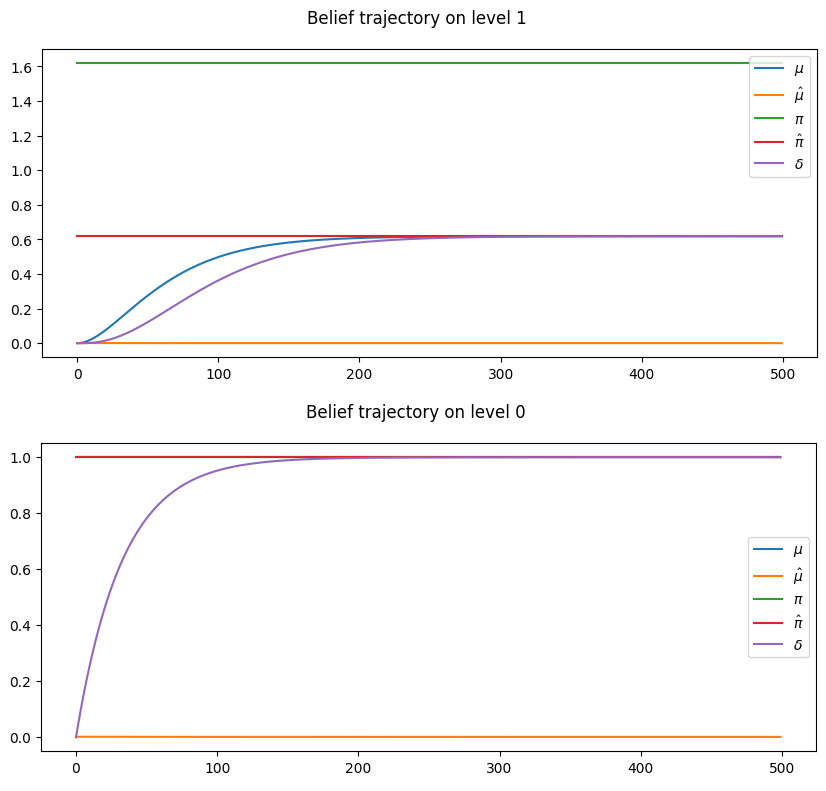 Belief trajectory on level 1
1.6
1.4
1.2
1.0
0.8
0.6
0.4
0.2
0.0
μ
μ̂
π
π̂
δ
0 100 200 300 400 500
Belief trajectory on level 0
1.0
0.8
0.6
0.4
0.2
0.0
μ
μ̂
π
π̂
δ
0 100 200 300 400 500